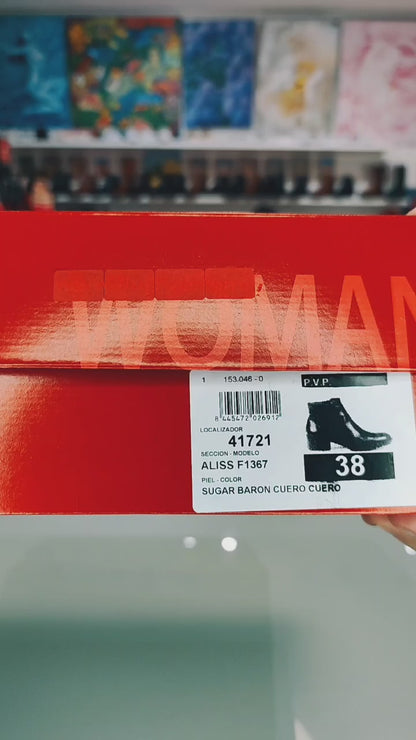 WOMAN
1 153.046 - 0
P.V.P.
8 445472 026912
LOCALIZADOR
41721
SECCION - MODELO
ALISS F1367
38
PIEL - COLOR
SUGAR BARON CUERO CUERO